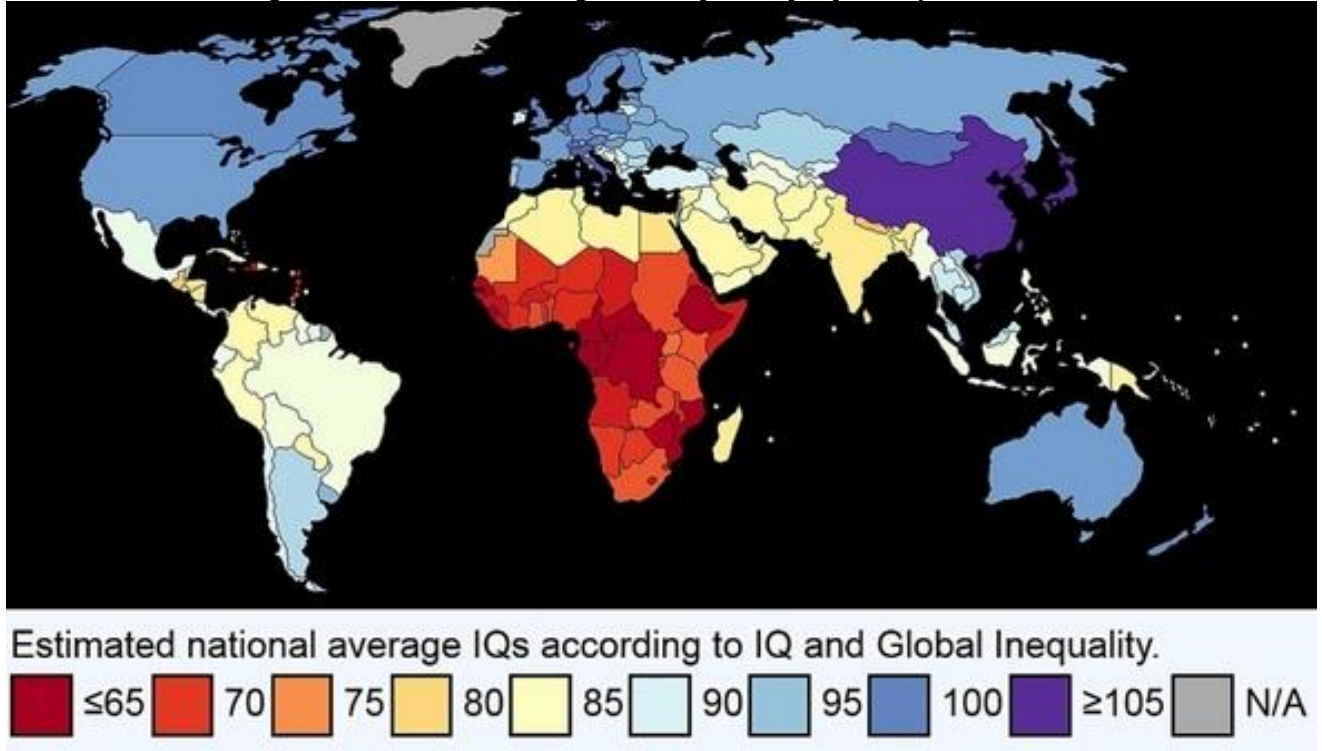 Estimated national average IQs according to IQ and Global Inequality.
≤65 70 75 80 85 90 95 100 ≥105 N/A